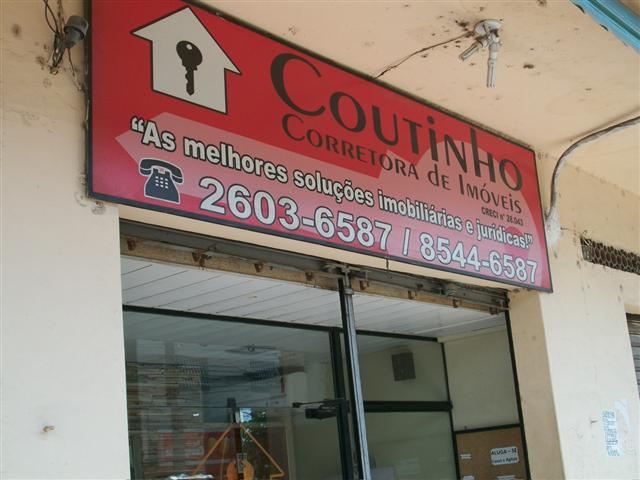 COUTINHO
CORRETORA DE IMÓVEIS
CRECI nº 28.043
"As melhores soluções imobiliárias e jurídicas!"
2603-6587 / 8544-6587
ALUGA - SE